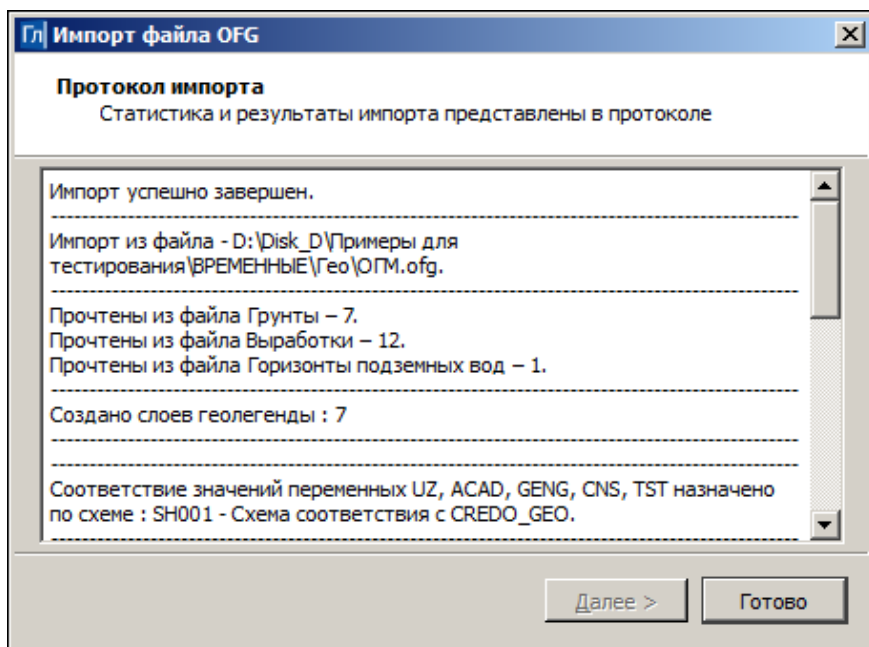 Гл Импорт файла OFG
Протокол импорта
Статистика и результаты импорта представлены в протоколе
Импорт успешно завершен.
Импорт из файла - D:\Disk_D\Примеры для
тестирования\ВРЕМЕННЫЕ\Гео\ОГМ.ofg.
Прочтены из файла Грунты – 7.
Прочтены из файла Выработки – 12.
Прочтены из файла Горизонты подземных вод – 1.
Создано слоев геолегенды : 7
Соответствие значений переменных UZ, ACAD, GENG, CNS, TST назначено
по схеме : SH001 - Схема соответствия с CREDO_GEO.
Далее >
Готово